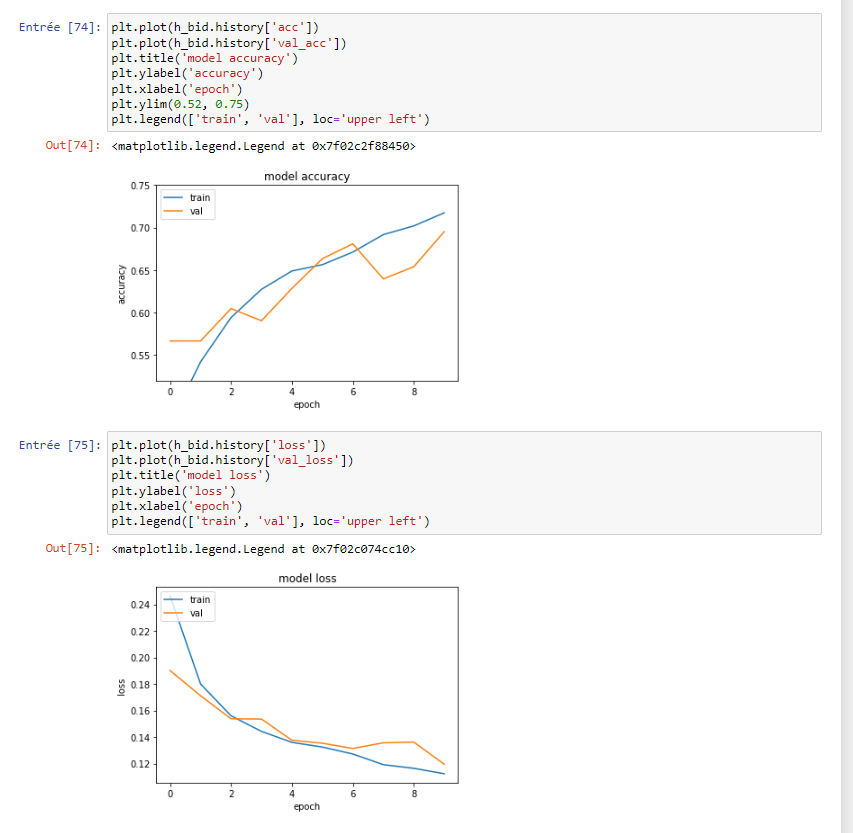 Entrée [74]: plt.plot(h_bid.history['acc'])
plt.plot(h_bid.history['val_acc'])
plt.title('model accuracy')
plt.ylabel('accuracy')
plt.xlabel('epoch')
plt.ylim(0.52, 0.75)
plt.legend(['train', 'val'], loc='upper left')
Out[74]: <matplotlib.legend.Legend at 0x7f02c2f88450>
model accuracy
0.75
train
val
0.70
0.65
accuracy
0.60
0.55
0 2 4 6 8
epoch
Entrée [75]: plt.plot(h_bid.history['loss'])
plt.plot(h_bid.history['val_loss'])
plt.title('model loss')
plt.ylabel('loss')
plt.xlabel('epoch')
plt.legend(['train', 'val'], loc='upper left')
Out[75]: <matplotlib.legend.Legend at 0x7f02c074cc10>
model loss
train
0.24
val
0.22
0.20
loss
0.18
0.16
0.14
0.12
0 2 4 6 8
epoch